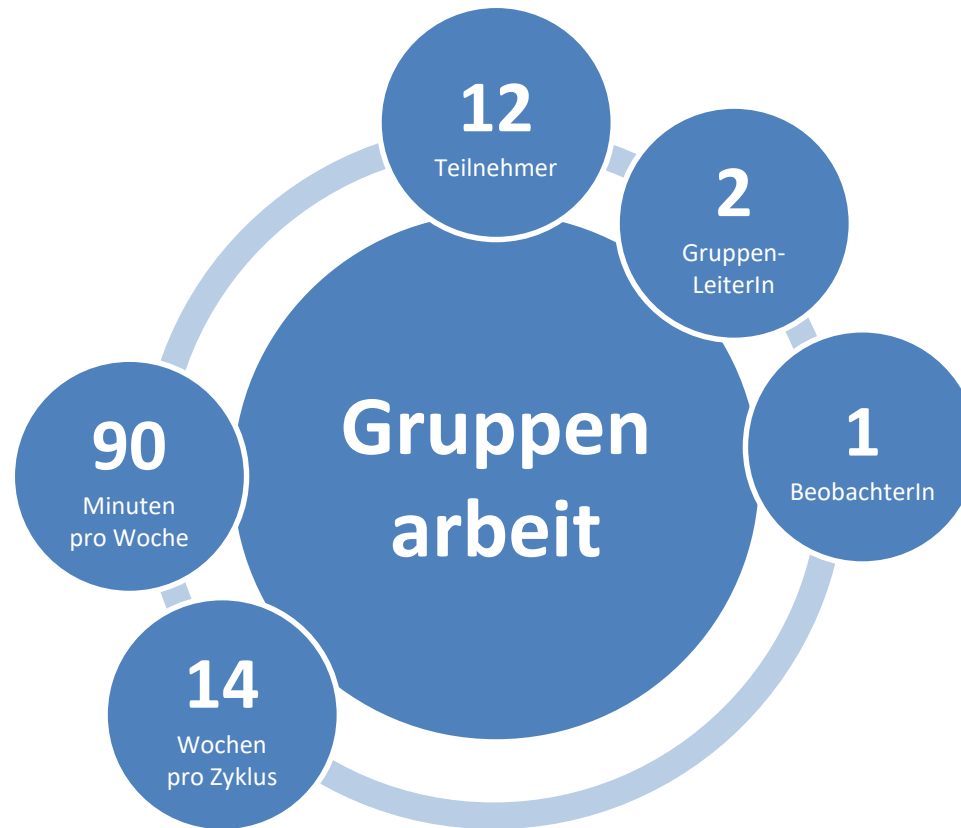 12
Teilnehmer
2
Gruppen-
LeiterIn
1
BeobachterIn
Gruppen
arbeit
90
Minuten
pro Woche
14
Wochen
pro Zyklus